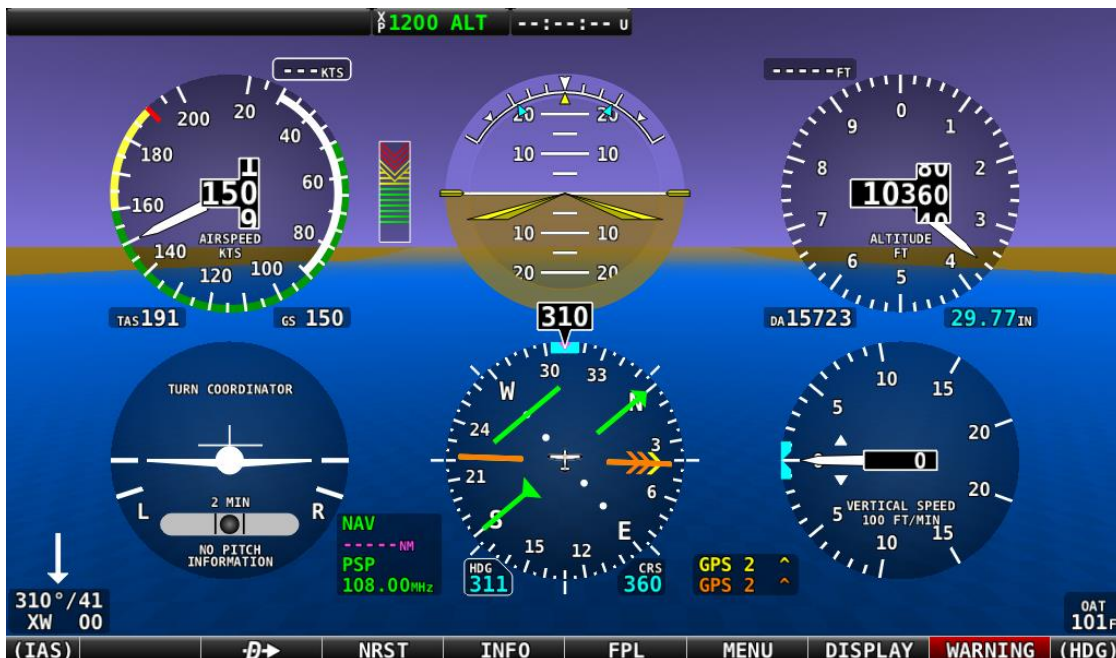 XP 1200 ALT --:--:-- U
---KTS
-----FT
200 20
180 40
160 60
140 80
120 100
150
AIRSPEED
KTS
TAS 191
GS 150
20 20
10 10
10 10
20 20
9 0 1
8 2
7 3
6 5 4
10360
80
40
ALTITUDE
FT
DA 15723
29.77 IN
310
TURN COORDINATOR
2 MIN
L R
NO PITCH
INFORMATION
30 33
W N
24 3
21 6
S E
15 12
10 15
5 20
0
5 20
10 15
VERTICAL SPEED
100 FT/MIN
NAV
-----NM
PSP
108.00MHz
HDG
311
CRS
360
GPS 2 ^
GPS 2 ^
310°/41
XW 00
OAT
101F
(IAS) D NRST INFO FPL MENU DISPLAY WARNING (HDG)